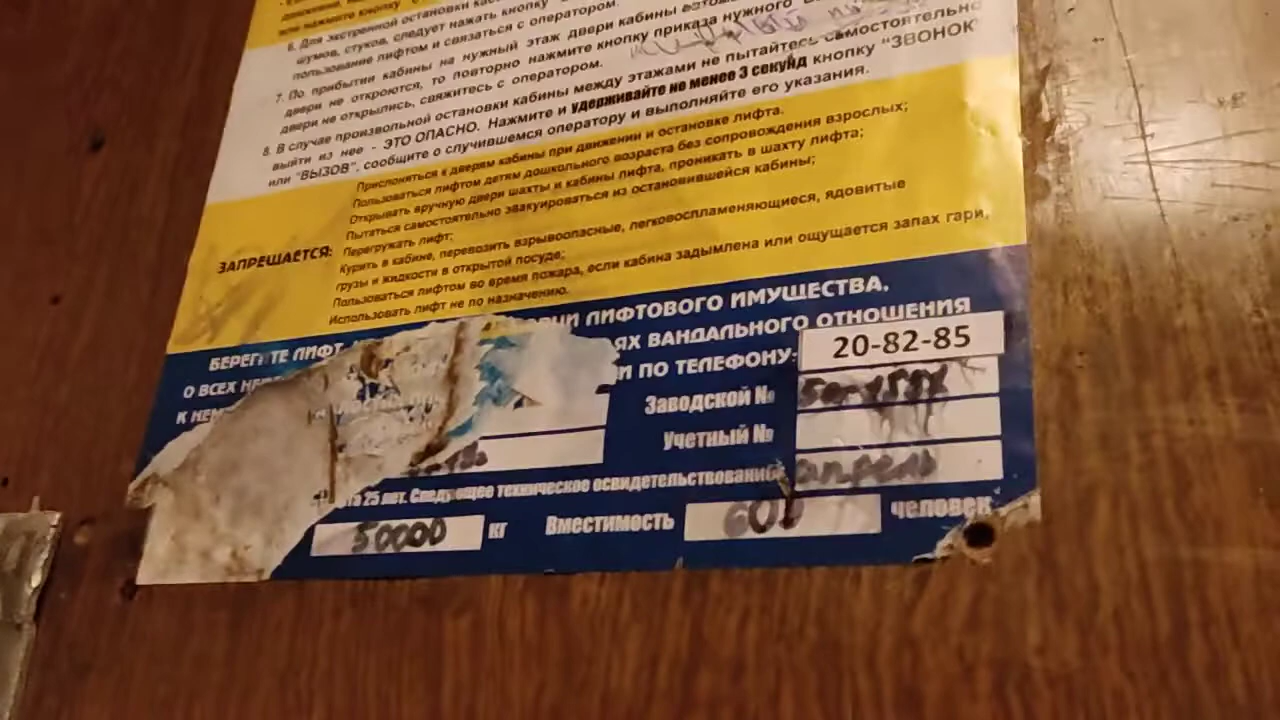 или нажмите кнопку
6. Для экстренной остановки
шумов, стуков, следует нажать кнопку
пользование лифтом и связаться с оператором.
7. По прибытии кабины на нужный этаж двери кабины
двери не откроются, то повторно нажмите кнопку приказа нужного
двери не открылись, свяжитесь с оператором.
8. В случае произвольной остановки кабины между этажами не пытайтесь самостоятельно
выйти из нее - ЭТО ОПАСНО. Нажмите и удерживайте не менее 3 секунд кнопку "ЗВОНОК"
или "ВЫЗОВ", сообщите о случившемся оператору и выполняйте его указания.
Прислоняться к дверям кабины при движении и остановке лифта.
Пользоваться лифтом детям дошкольного возраста без сопровождения взрослых;
Открывать вручную двери шахты и кабины лифта, проникать в шахту лифта;
Пытаться самостоятельно эвакуироваться из остановившейся кабины;
ЗАПРЕЩАЕТСЯ: Перегружать лифт;
Курить в кабине, перевозить взрывоопасные, легковоспламеняющиеся, ядовитые
грузы и жидкости в открытой посуде;
Пользоваться лифтом во время пожара, если кабина задымлена или ощущается запах гари,
Использовать лифт не по назначению.
БЕРЕГИТЕ ЛИФТ ЛИФТОВОГО ИМУЩЕСТВА.
О ВСЕХ ВАНДАЛЬНОГО ОТНОШЕНИЯ
К ПО ТЕЛЕФОНУ: 20-82-85
Заводской №
Учетный №
25 лет. Следующее техническое освидетельствование апрель
50000 кг Вместимость 600 человек